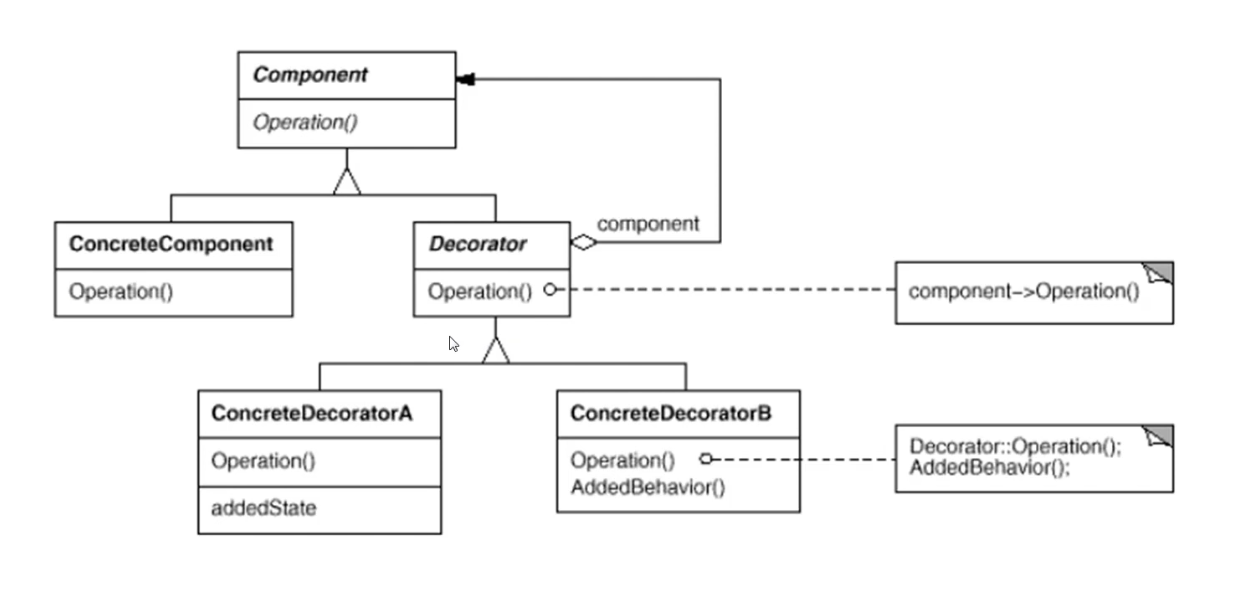 Component
Operation()
component
ConcreteComponent
Operation()
Decorator
Operation()
component–>Operation()
ConcreteDecoratorA
Operation()
addedState
ConcreteDecoratorB
Operation()
AddedBehavior()
Decorator::Operation();
AddedBehavior();